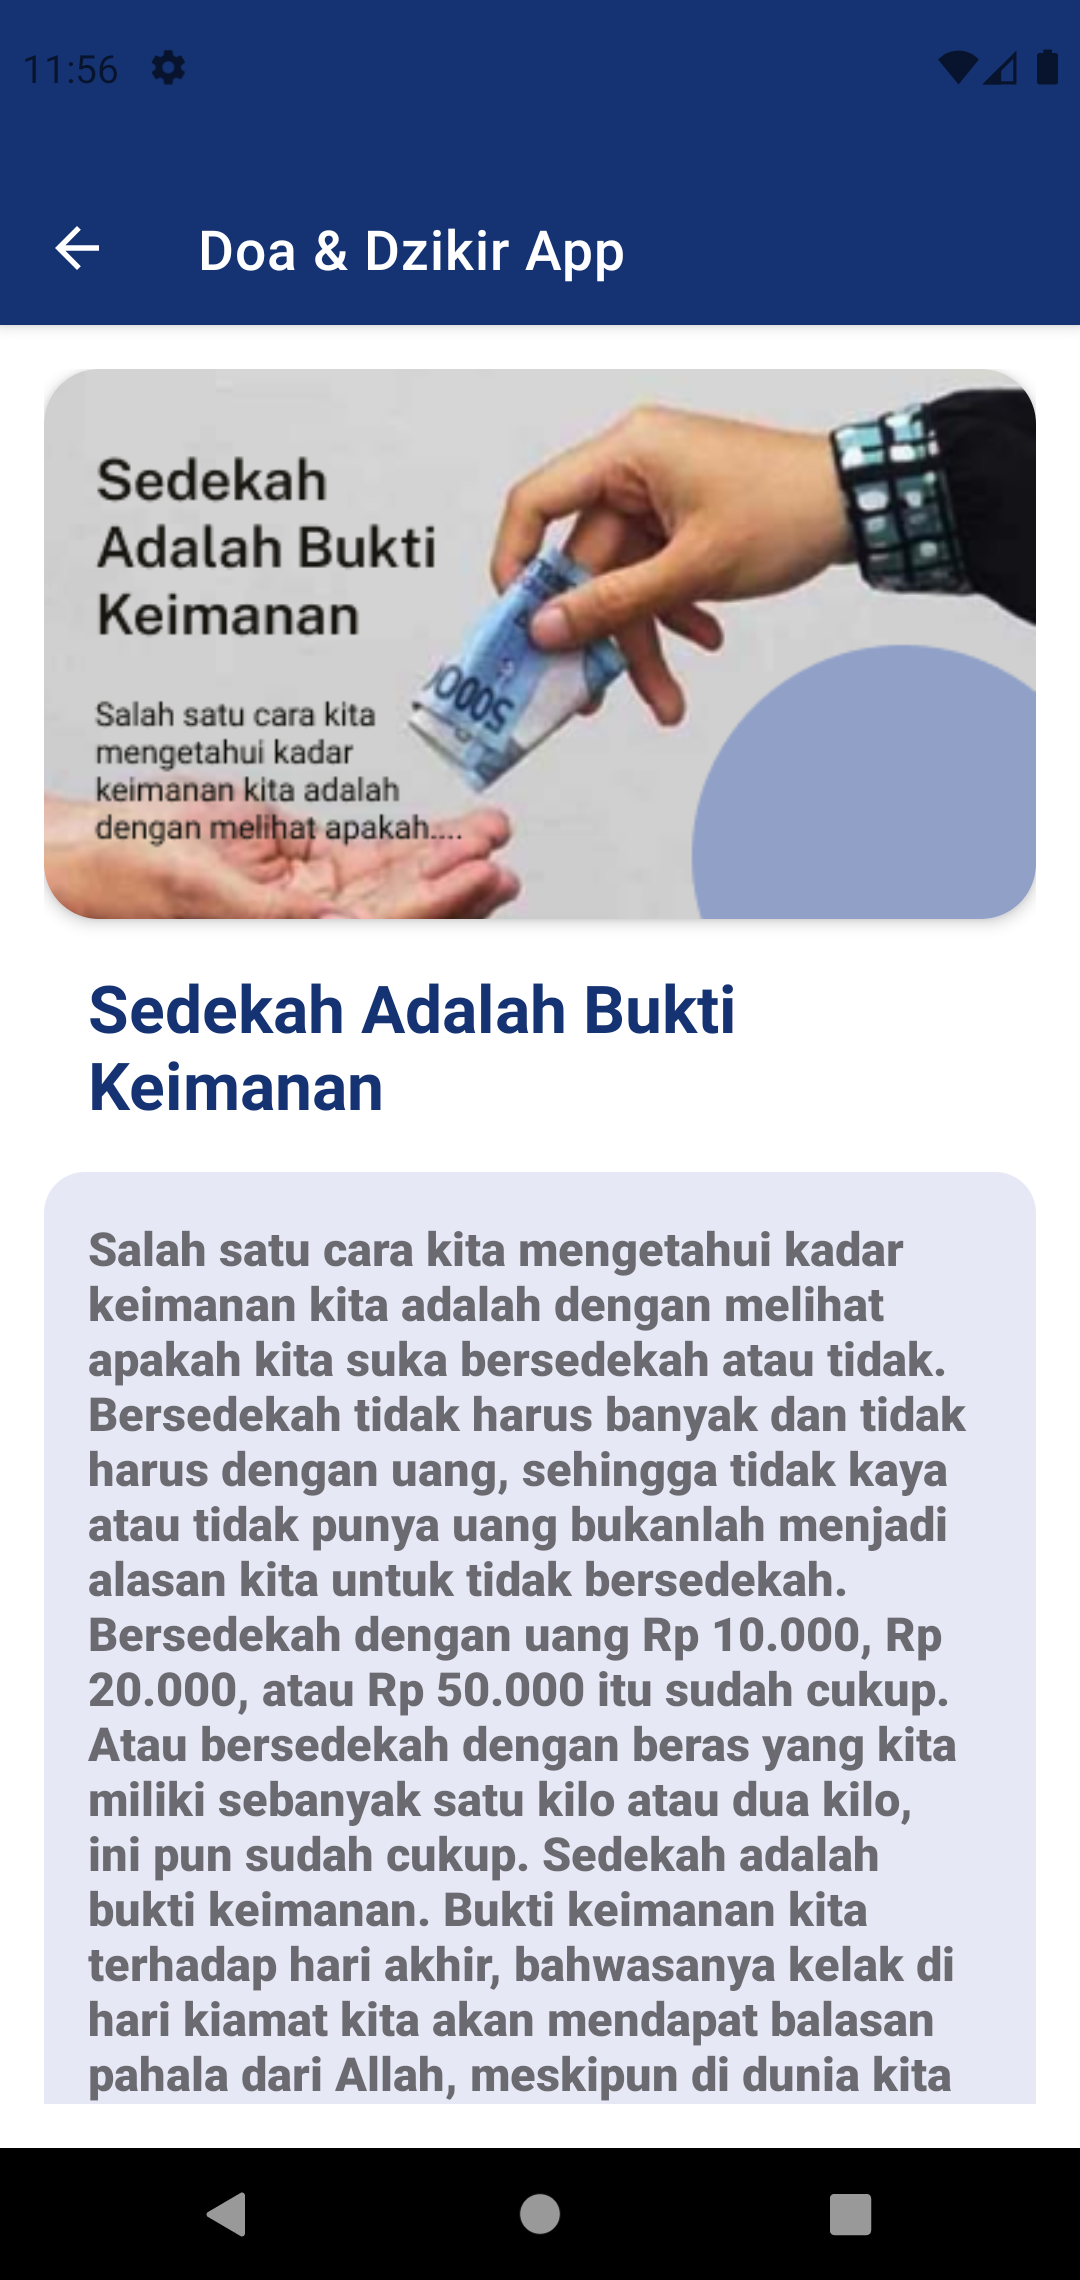 11:56
Doa & Dzikir App
Sedekah
Adalah Bukti
Keimanan
Salah satu cara kita
mengetahui kadar
keimanan kita adalah
dengan melihat apakah....
50000
Sedekah Adalah Bukti
Keimanan
Salah satu cara kita mengetahui kadar
keimanan kita adalah dengan melihat
apakah kita suka bersedekah atau tidak.
Bersedekah tidak harus banyak dan tidak
harus dengan uang, sehingga tidak kaya
atau tidak punya uang bukanlah menjadi
alasan kita untuk tidak bersedekah.
Bersedekah dengan uang Rp 10.000, Rp
20.000, atau Rp 50.000 itu sudah cukup.
Atau bersedekah dengan beras yang kita
miliki sebanyak satu kilo atau dua kilo,
ini pun sudah cukup. Sedekah adalah
bukti keimanan. Bukti keimanan kita
terhadap hari akhir, bahwasanya kelak di
hari kiamat kita akan mendapat balasan
pahala dari Allah, meskipun di dunia kita